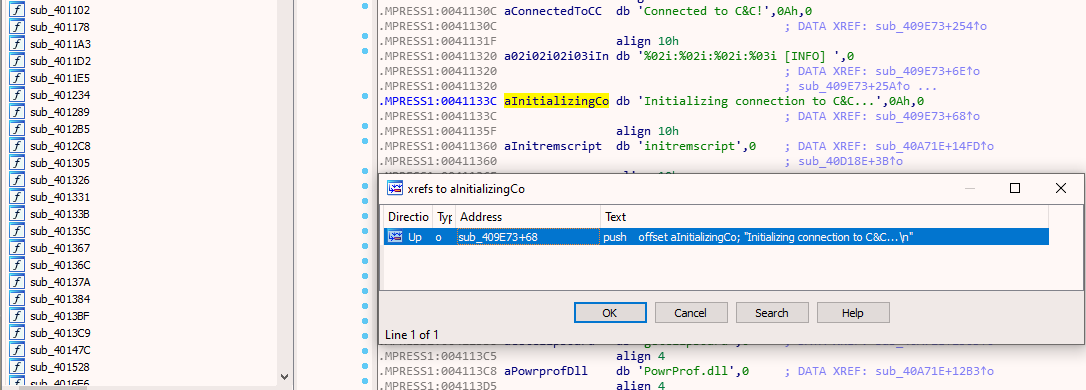 sub_401102
sub_401178
sub_4011A3
sub_4011D2
sub_4011E5
sub_401234
sub_401289
sub_4012B5
sub_4012C8
sub_401305
sub_401326
sub_401331
sub_40133B
sub_40135C
sub_401367
sub_40136C
sub_40137A
sub_401384
sub_4013BF
sub_4013C9
sub_40147C
sub_401528
sub_4016E6
.MPRESS1:0041130C aConnectedToCC db 'Connected to C&C!',0Ah,0
.MPRESS1:0041130C ; DATA XREF: sub_409E73+254↑o
.MPRESS1:0041131F align 10h
.MPRESS1:00411320 a02i02i02i03iIn db '%02i:%02i:%02i:%03i [INFO] ',0
.MPRESS1:00411320 ; DATA XREF: sub_409E73+6E↑o
.MPRESS1:00411320 ; sub_409E73+25A↑o ...
.MPRESS1:0041133C aInitializingCo db 'Initializing connection to C&C...',0Ah,0
.MPRESS1:0041133C ; DATA XREF: sub_409E73+68↑o
.MPRESS1:0041135F align 10h
.MPRESS1:00411360 aInitremscript db 'initremscript',0 ; DATA XREF: sub_40A71E+14FD↑o
.MPRESS1:00411360 ; sub_40D18E+3B↑o
xrefs to aInitializingCo
Directio Ty Address Text
Up o sub_409E73+68 push offset aInitializingCo; "Initializing connection to C&C...\n"
OK Cancel Search Help
Line 1 of 1
.MPRESS1:004113C5 align 4
.MPRESS1:004113C8 aPowrprofDll db 'PowrProf.dll',0 ; DATA XREF: sub_40A71E+12B3↑o
.MPRESS1:004113D5 align 4